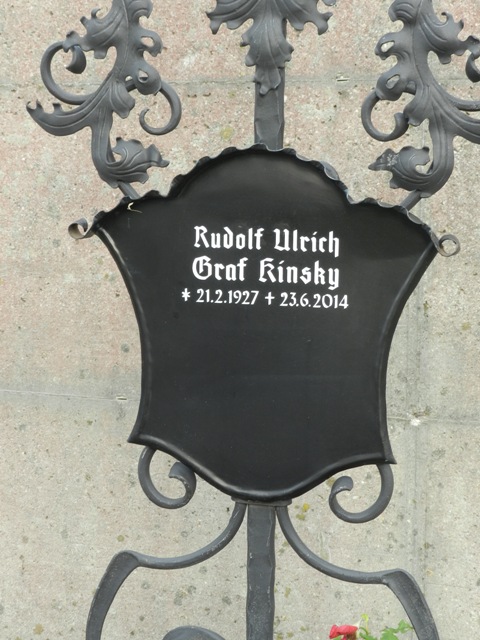 Rudolf Ulrich
Graf Kinsky
* 21.2.1927 ✝ 23.6.2014